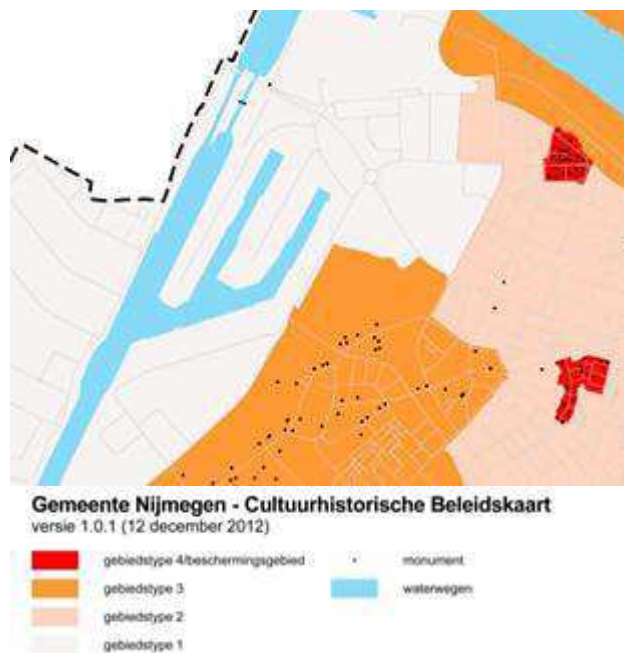 Gemeente Nijmegen - Cultuurhistorische Beleidskaart
versie 1.0.1 (12 december 2012)
gebiedstype 4/beschermingsgebied
monument
gebiedstype 3
waterwegen
gebiedstype 2
gebiedstype 1